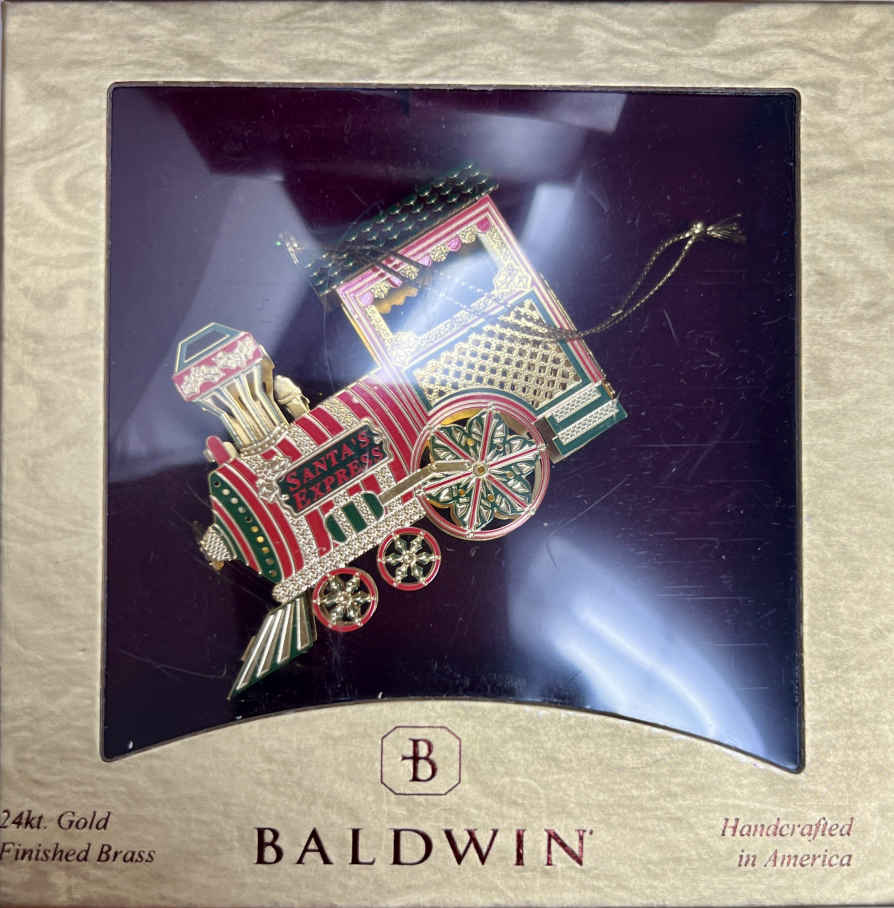 SANTA'S
EXPRESS
B
24kt. Gold
Finished Brass
BALDWIN
Handcrafted
in America